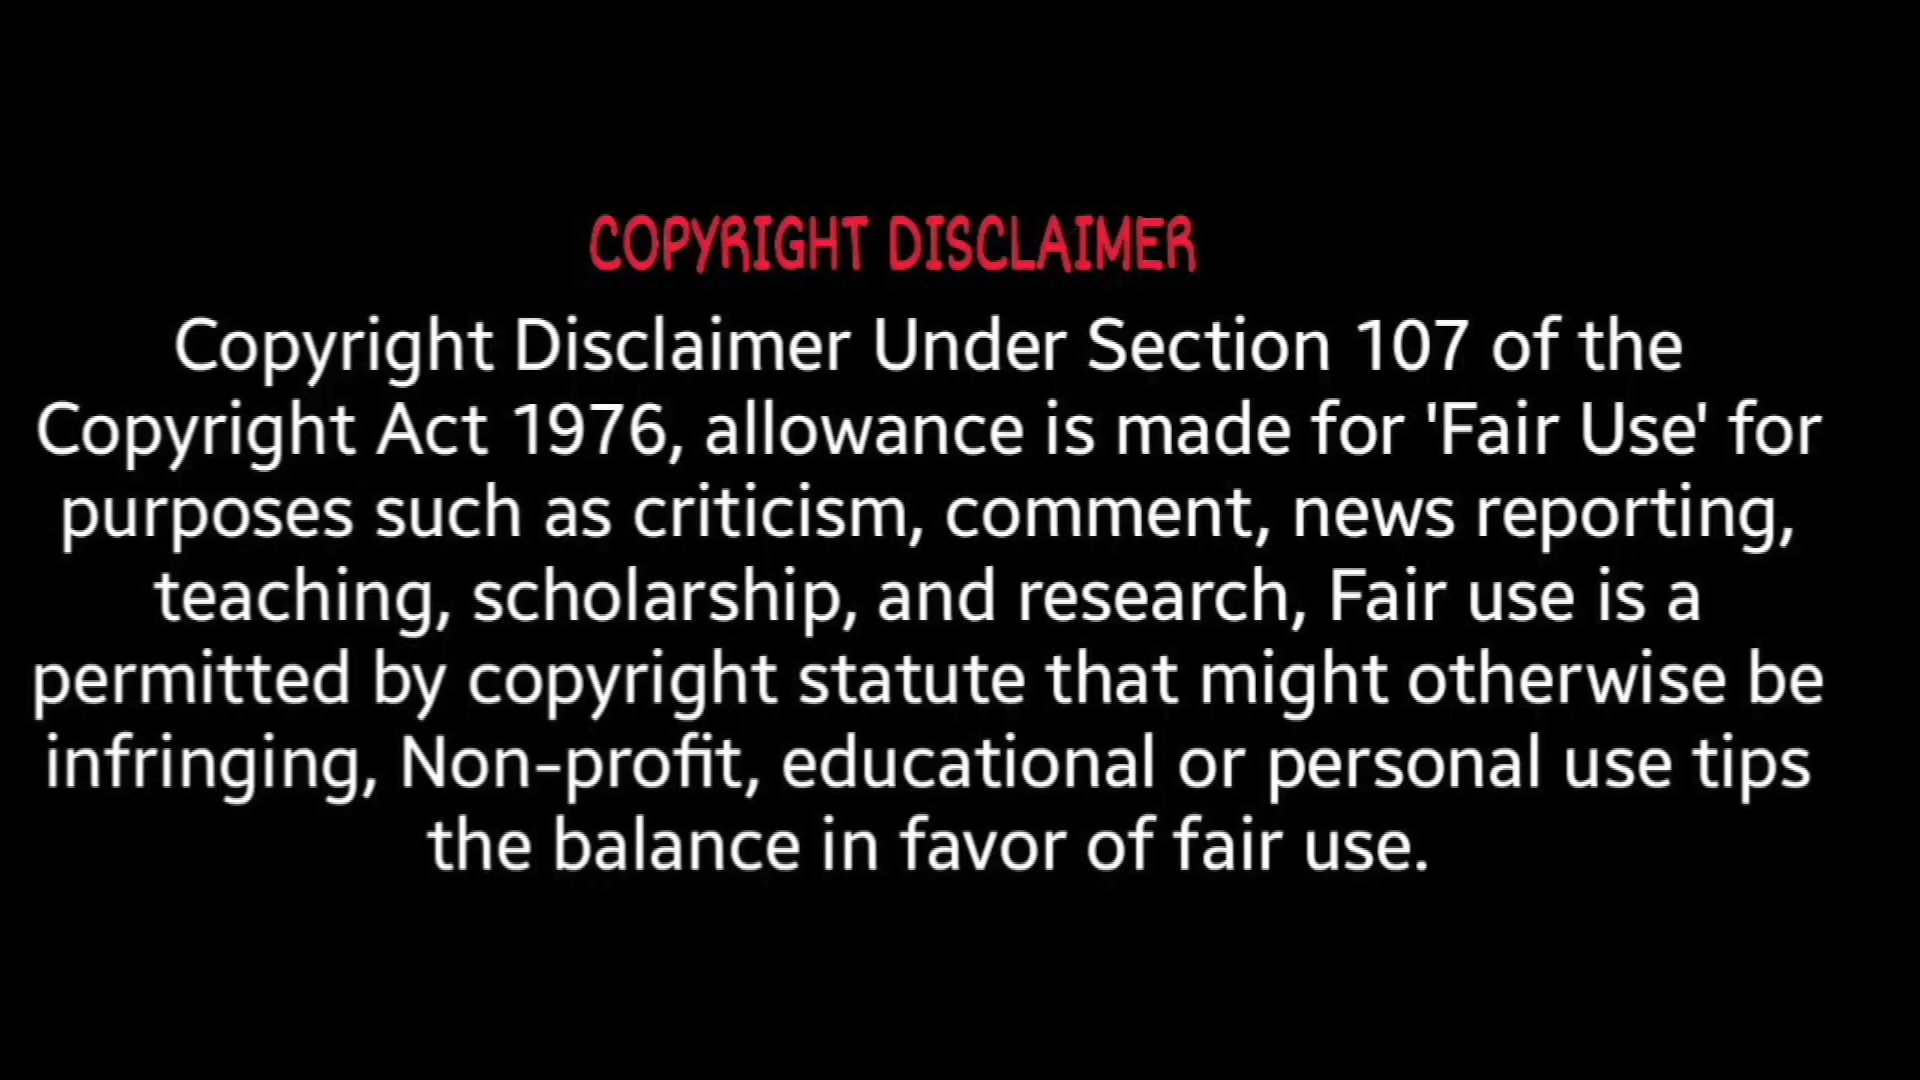 COPYRIGHT DISCLAIMER
Copyright Disclaimer Under Section 107 of the
Copyright Act 1976, allowance is made for 'Fair Use' for
purposes such as criticism, comment, news reporting,
teaching, scholarship, and research, Fair use is a
permitted by copyright statute that might otherwise be
infringing, Non-profit, educational or personal use tips
the balance in favor of fair use.